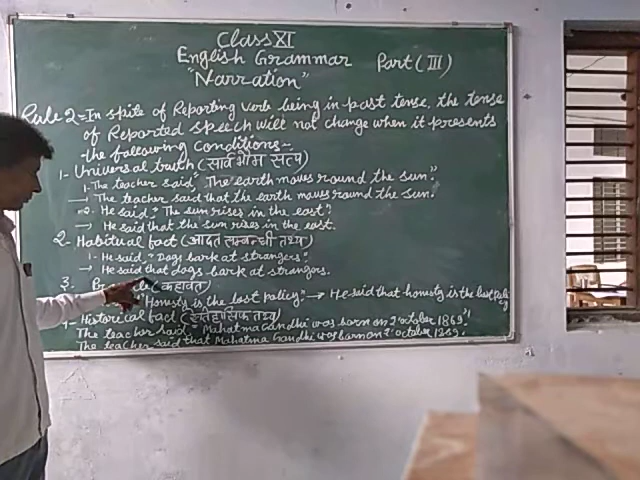 Class XI
English Grammar Part (III)
"Narration"
Rule 2 = In spite of Reporting verb being in past tense, the tense
of Reported speech will not change when it presents
the following conditions-
1- Universal truth (सार्वभौम सत्य)
1- The teacher said," The earth moves round the sun."
→ The teacher said that the earth moves round the sun.
→2- He said," The sun rises in the east."
→ He said that the sun rises in the east.
2- Habitual fact (आदत सम्बन्धी तथ्य)
1- He said," Dogs bark at strangers."
→ He said that dogs bark at strangers.
3- (कहावत)
"Honesty is the best policy." → He said that honesty is the best policy
4- Historical fact (ऐतिहासिक तथ्य)
The teacher said," Mahatma Gandhi was born on 2 october 1869."
The teacher said that Mahatma Gandhi was born on 2 october 1869.